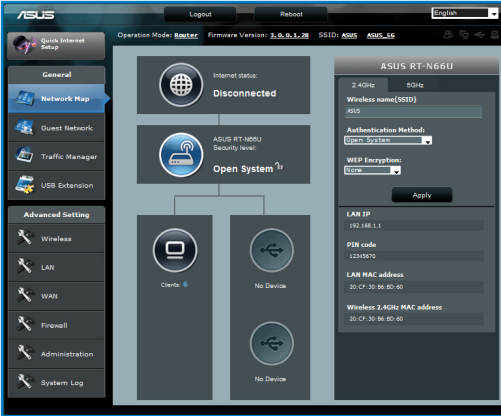 ASUS
Logout
Reboot
English
Quick Internet
Setup
Operation Mode: Router Firmware Version: 3.0.0.1.28 SSID: ASUS ASUS_5G
General
Network Map
Guest Network
Traffic Manager
USB Extension
Advanced Setting
Wireless
LAN
WAN
Firewall
Administration
System Log
Internet status:
Disconnected
ASUS RT-N66U
Security level:
Open System
Clients: 6
No Device
No Device
ASUS RT-N66U
2.4GHz 5GHz
Wireless name(SSID)
ASUS
Authentication Method:
Open System
WEP Encryption:
None
Apply
LAN IP
192.168.1.1
PIN code
12345670
LAN MAC address
20:CF:30:B6:BD:60
Wireless 2.4GHz MAC address
20:CF:30:B6:BD:60